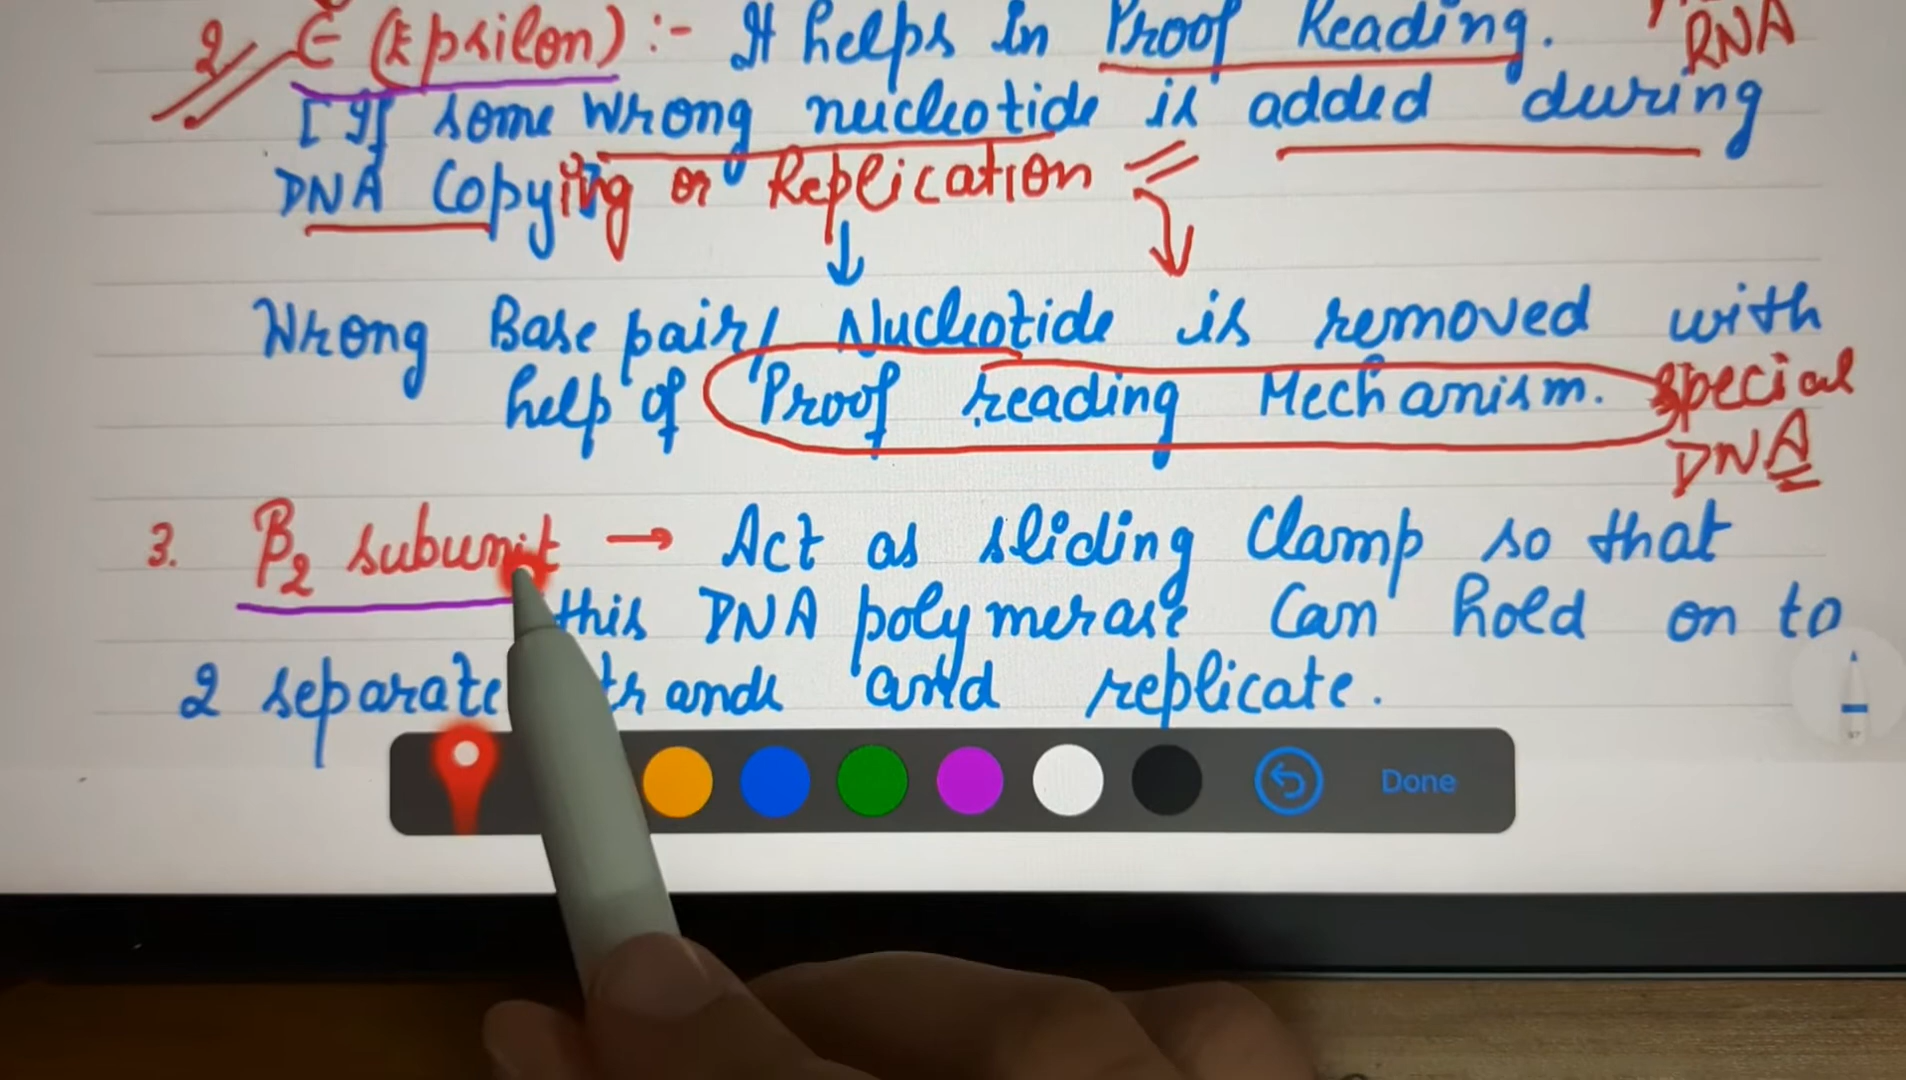 2 Ɛ (Epsilon) :- It helps in Proof Reading.
RNA
[If some wrong nucleotide is added during
DNA Copying or Replication
↓
Wrong Base pair/ Nucleotide is removed with
help of Proof reading Mechanism. special
DNA
3. β2 subunit → Act as sliding Clamp so that
this DNA polymerase can hold on to
2 separate and replicate.
Done